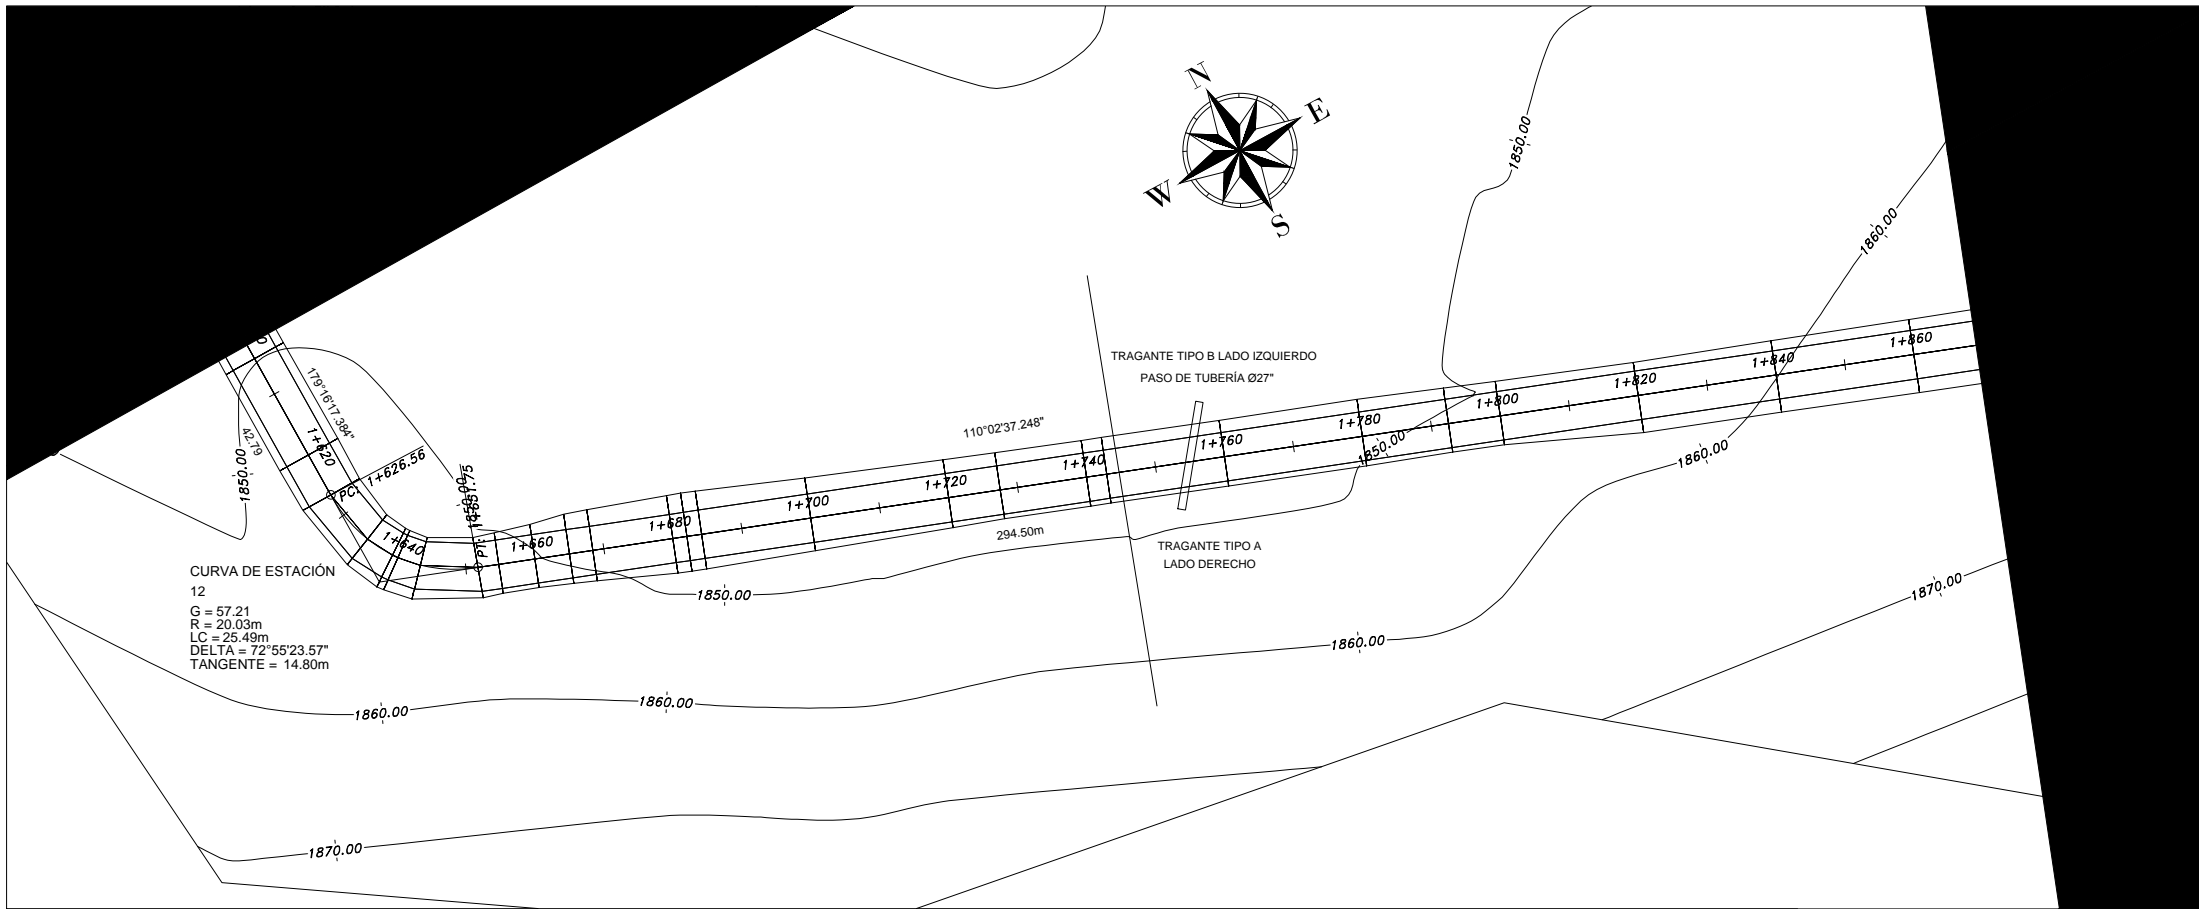 N
E
W
S
1850.00
1860.00
TRAGANTE TIPO B LADO IZQUIERDO
PASO DE TUBERÍA Ø27"
1+860
1+840
1+820
1+800
1+780
1+760
1+740
1+720
1+700
1+680
1+660
1+640
1+620
179°16'17.384"
42.79
1850.00
PC: 1+626.56
1850.00
PT: 1+651.75
110°02'37.248"
294.50m
1850.00
1860.00
TRAGANTE TIPO A
LADO DERECHO
CURVA DE ESTACIÓN
12
G = 57.21
R = 20.03m
LC = 25.49m
DELTA = 72°55'23.57"
TANGENTE = 14.80m
1850.00
1870.00
1860.00
1860.00
1860.00
1870.00